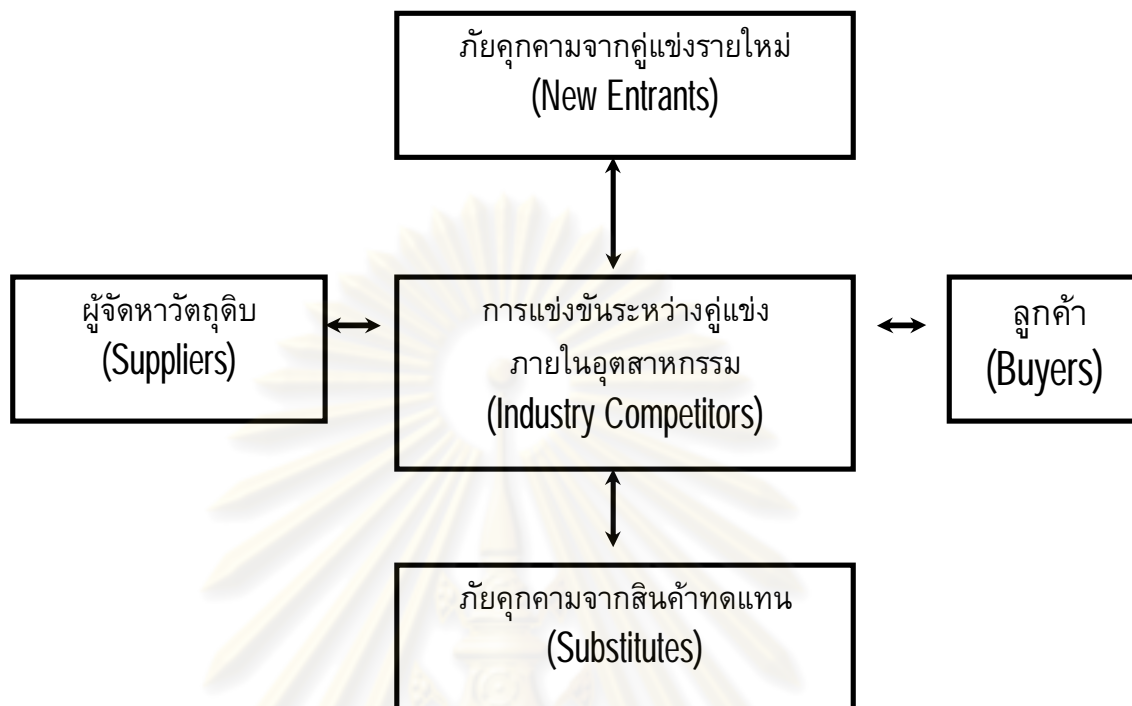 ภัยคุกคามจากคู่แข่งรายใหม่
(New Entrants)
ผู้จัดหาวัตถุดิบ
(Suppliers)
การแข่งขันระหว่างคู่แข่ง
ภายในอุตสาหกรรม
(Industry Competitors)
ลูกค้า
(Buyers)
ภัยคุกคามจากสินค้าทดแทน
(Substitutes)